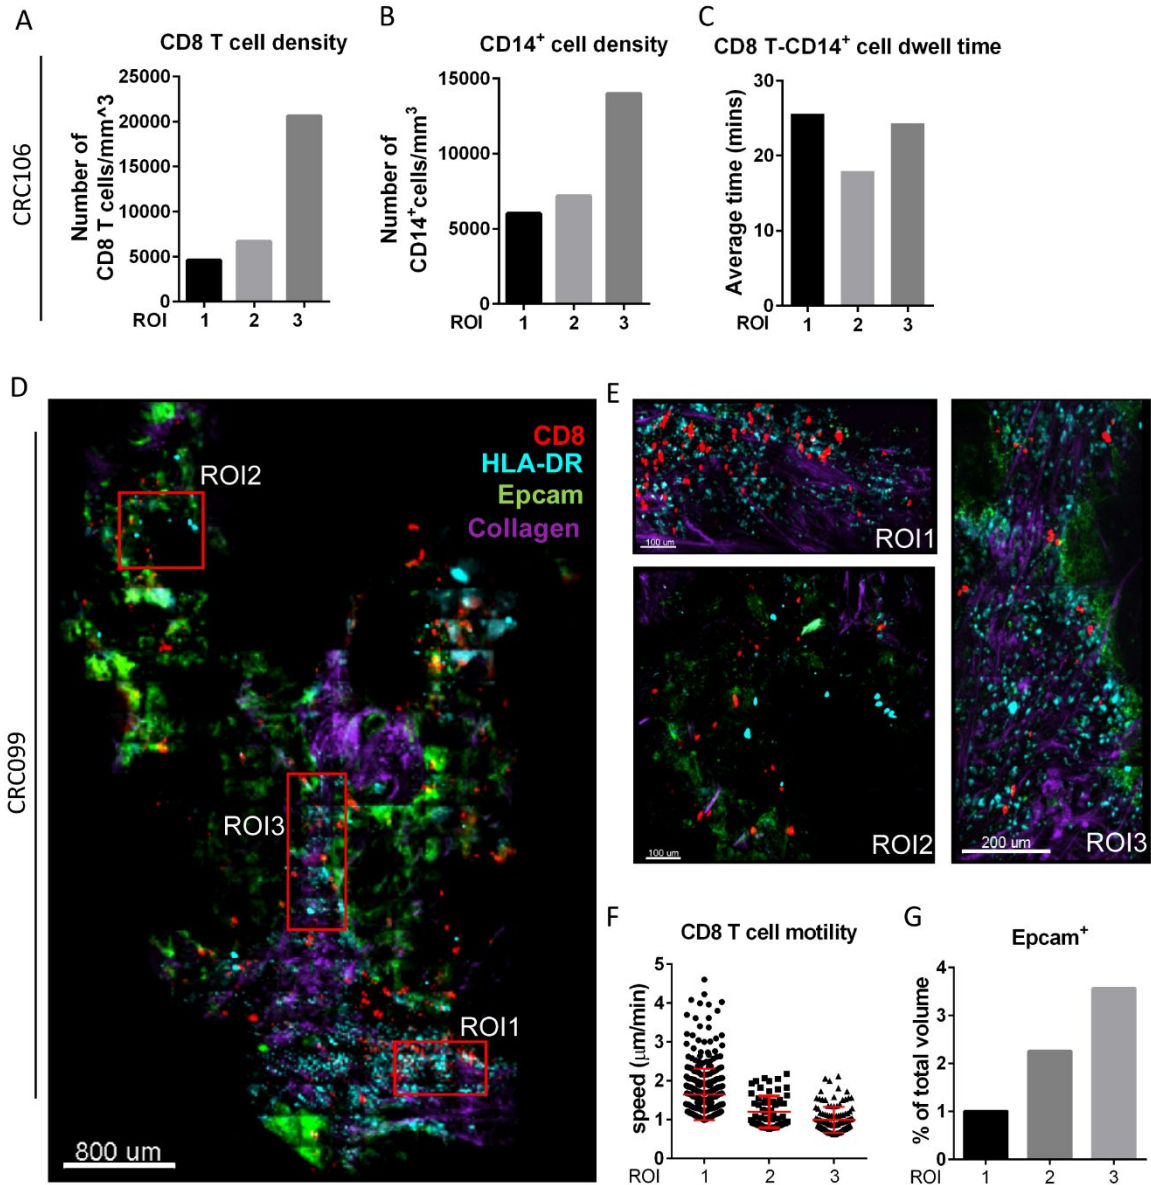 A
CD8 T cell density
Number of
CD8 T cells/mm^3
25000
20000
15000
10000
5000
0
ROI 1 2 3
B
CD14+ cell density
Number of
CD14+cells/mm3
15000
10000
5000
0
ROI 1 2 3
C
CD8 T-CD14+ cell dwell time
Average time (mins)
30
20
10
0
ROI 1 2 3
CRC106
D
CRC099
CD8
HLA-DR
Epcam
Collagen
ROI2
ROI3
ROI1
800 um
E
100 um
ROI1
100 um
ROI2
200 um
ROI3
F
CD8 T cell motility
speed (μm/min)
5
4
3
2
1
0
ROI 1 2 3
G
Epcam+
% of total volume
4
3
2
1
0
ROI 1 2 3